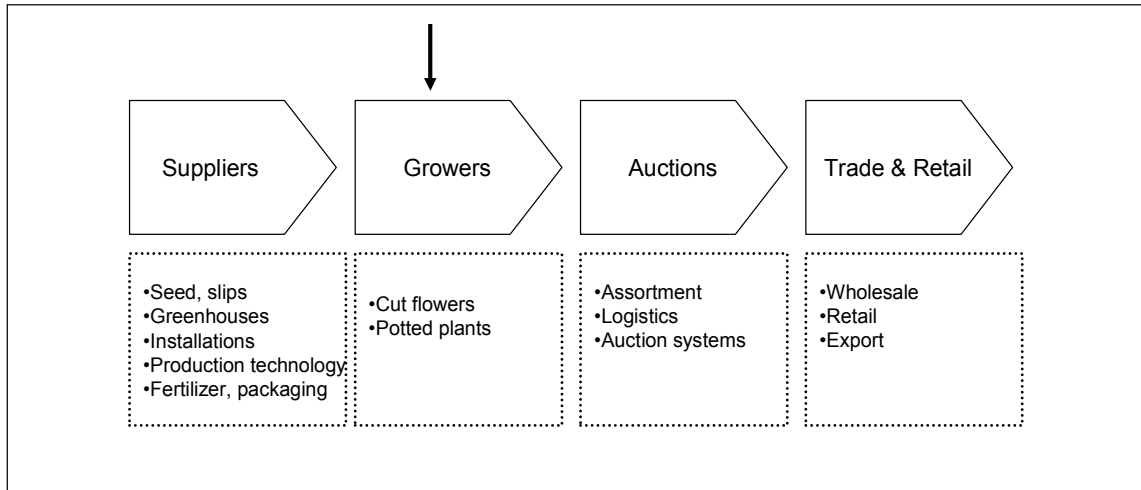 Suppliers
Growers
Auctions
Trade & Retail
•Seed, slips
•Greenhouses
•Installations
•Production technology
•Fertilizer, packaging
•Cut flowers
•Potted plants
•Assortment
•Logistics
•Auction systems
•Wholesale
•Retail
•Export